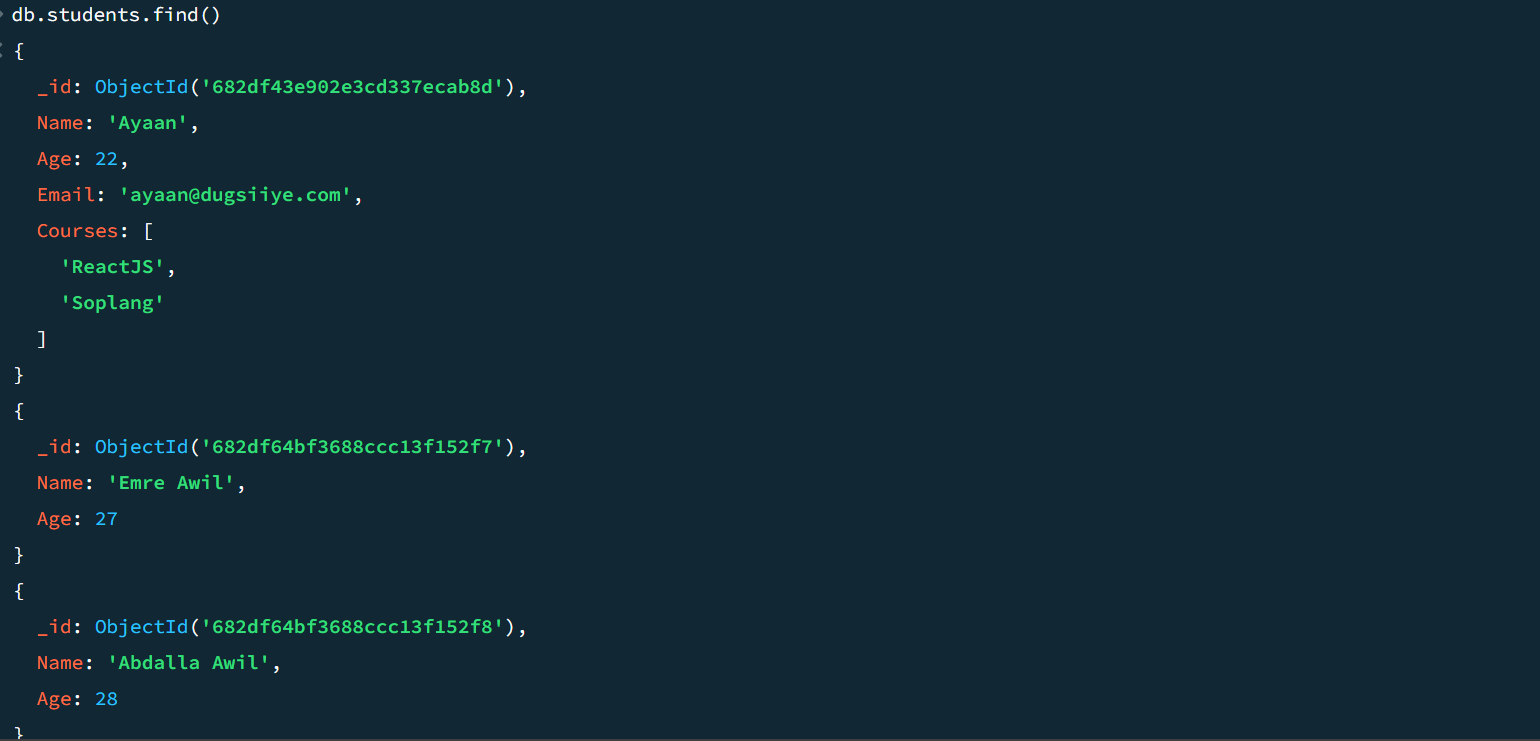 db.students.find()
{
  _id: ObjectId('682df43e902e3cd337ecab8d'),
  Name: 'Ayaan',
  Age: 22,
  Email: 'ayaan@dugsiiye.com',
  Courses: [
    'ReactJS',
    'Soplang'
  ]
}
{
  _id: ObjectId('682df64bf3688ccc13f152f7'),
  Name: 'Emre Awil',
  Age: 27
}
{
  _id: ObjectId('682df64bf3688ccc13f152f8'),
  Name: 'Abdalla Awil',
  Age: 28
}